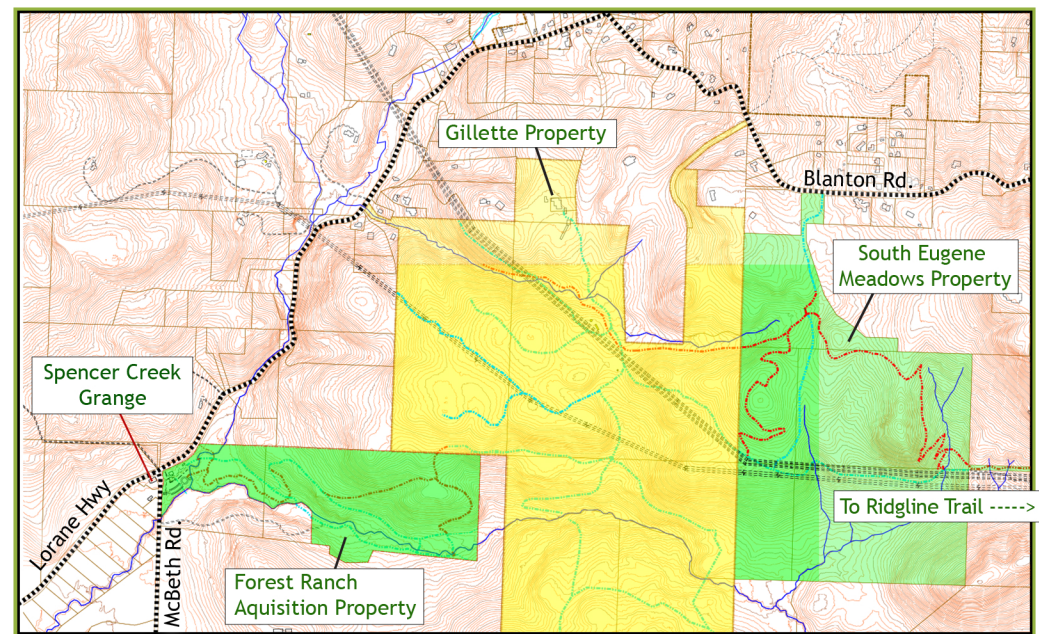 Gillette Property
Blanton Rd.
South Eugene
Meadows Property
Spencer Creek
Grange
To Ridgline Trail ----->
Lorane Hwy
McBeth Rd
Forest Ranch
Aquisition Property